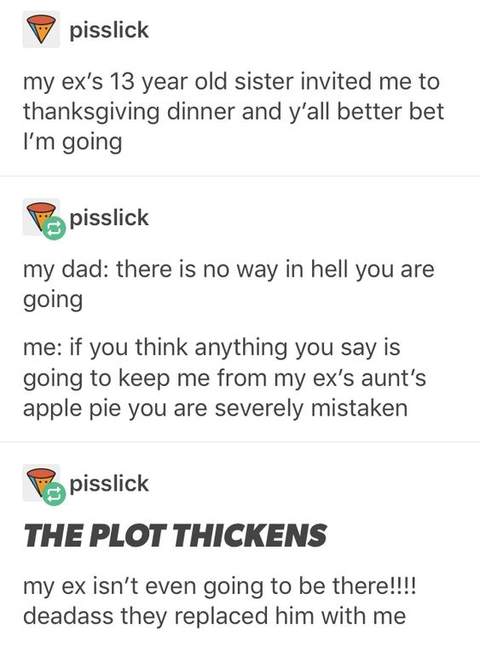 pisslick
my ex’s 13 year old sister invited me to
thanksgiving dinner and y’all better bet
I’m going
pisslick
my dad: there is no way in hell you are
going
me: if you think anything you say is
going to keep me from my ex’s aunt’s
apple pie you are severely mistaken
pisslick
THE PLOT THICKENS
my ex isn’t even going to be there!!!!
deadass they replaced him with me